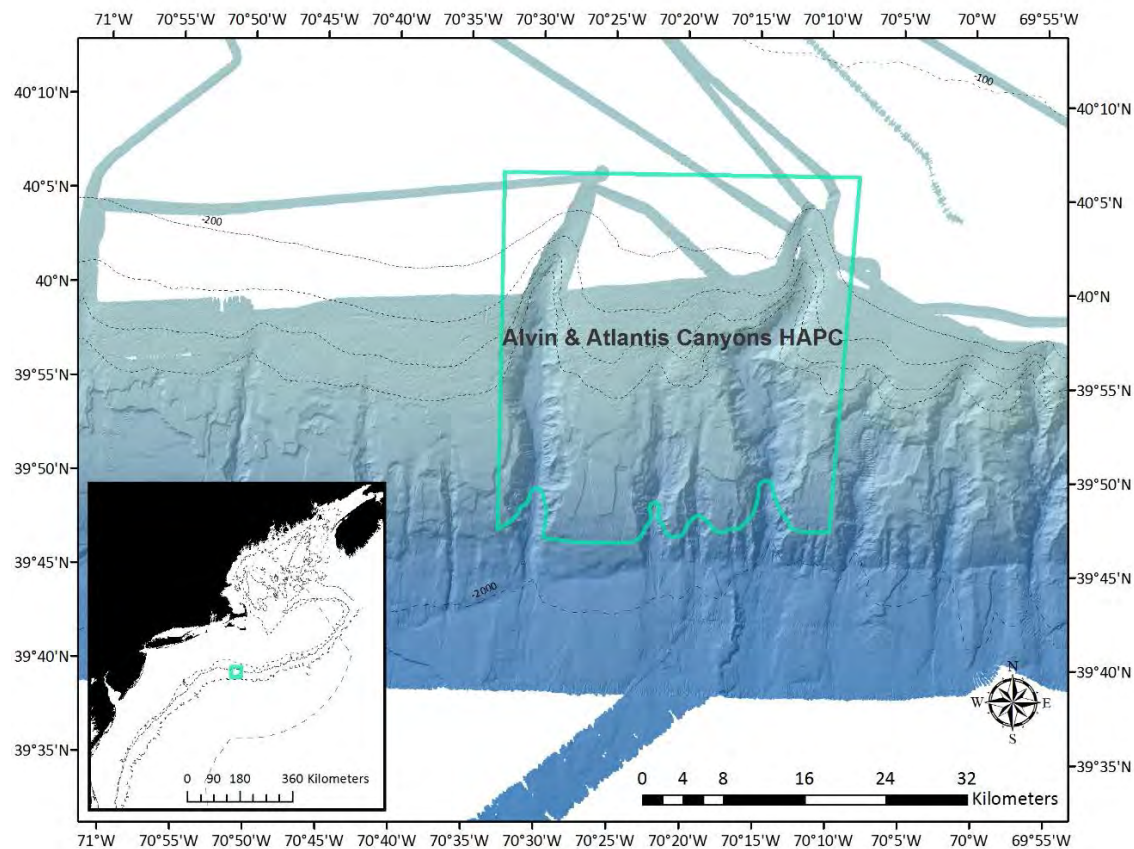 71°W 70°55'W 70°50'W 70°45'W 70°40'W 70°35'W 70°30'W 70°25'W 70°20'W 70°15'W 70°10'W 70°5'W 70°W 69°55'W
-100
40°10'N 40°10'N
40°5'N 40°5'N
-200
40°N 40°N
Alvin & Atlantis Canyons HAPC
39°55'N 39°55'N
39°50'N 39°50'N
39°45'N 39°45'N
-2000
39°40'N 39°40'N
N
W E
S
39°35'N 39°35'N
0 90 180 360 Kilometers
0 4 8 16 24 32
Kilometers
71°W 70°55'W 70°50'W 70°45'W 70°40'W 70°35'W 70°30'W 70°25'W 70°20'W 70°15'W 70°10'W 70°5'W 70°W 69°55'W